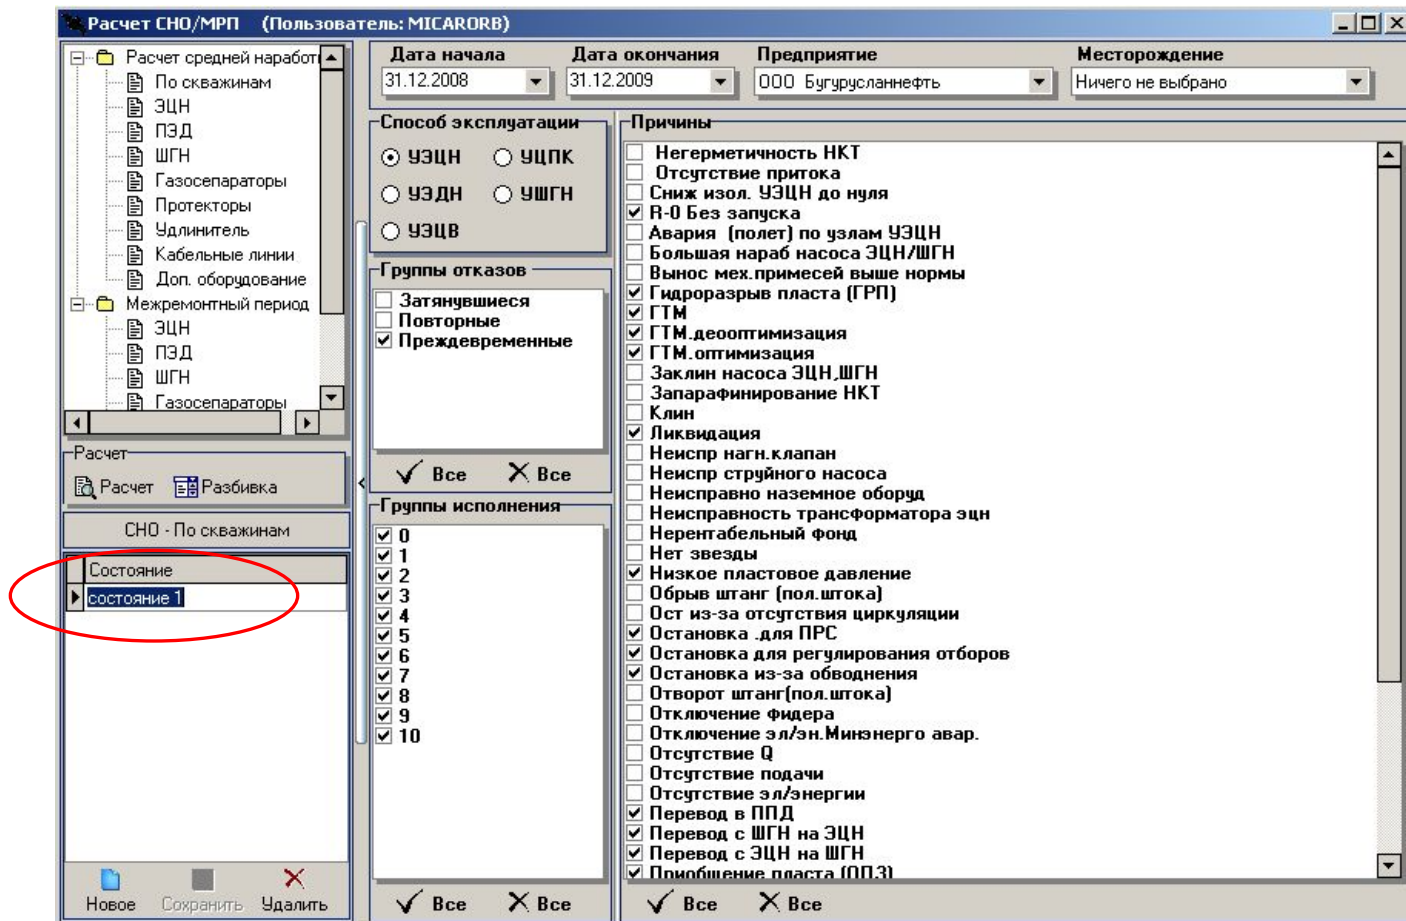 Расчет СНО/МРП (Пользователь: MICARORB)
Расчет средней наработ
По скважинам
ЭЦН
ПЭД
ШГН
Газосепараторы
Протекторы
Удлинитель
Кабельные линии
Доп. оборудование
Межремонтный период
ЭЦН
ПЭД
ШГН
Газосепараторы
Расчет
Расчет Разбивка
СНО - По скважинам
Состояние
состояние 1
Новое Сохранить Удалить
Дата начала Дата окончания Предприятие Месторождение
31.12.2008 31.12.2009 ООО Бугурусланнефть Ничего не выбрано
Способ эксплуатации
УЭЦН УЦПК
УЭДН УШГН
УЭЦВ
Группы отказов
Затянувшиеся
Повторные
Преждевременные
Все Все
Группы исполнения
0
1
2
3
4
5
6
7
8
9
10
Все Все
Причины
Негерметичность НКТ
Отсутствие притока
Сниж изол. УЭЦН до нуля
R-0 Без запуска
Авария (полет) по узлам УЭЦН
Большая нараб насоса ЭЦН/ШГН
Вынос мех.примесей выше нормы
Гидроразрыв пласта (ГРП)
ГТМ
ГТМ.деооптимизация
ГТМ.оптимизация
Заклин насоса ЭЦН,ШГН
Запарафинирование НКТ
Клин
Ликвидация
Неиспр нагн.клапан
Неиспр струйного насоса
Неисправно наземное оборуд
Неисправность трансформатора эцн
Нерентабельный фонд
Нет звезды
Низкое пластовое давление
Обрыв штанг (пол.штока)
Ост из-за отсутствия циркуляции
Остановка .для ПРС
Остановка для регулирования отборов
Остановка из-за обводнения
Отворот штанг(пол.штока)
Отключение фидера
Отключение эл/эн.Минэнерго авар.
Отсутствие Q
Отсутствие подачи
Отсутствие эл/энергии
Перевод в ППД
Перевод с ШГН на ЭЦН
Перевод с ЭЦН на ШГН
Приобщение пласта (ОПЗ)
Все Все